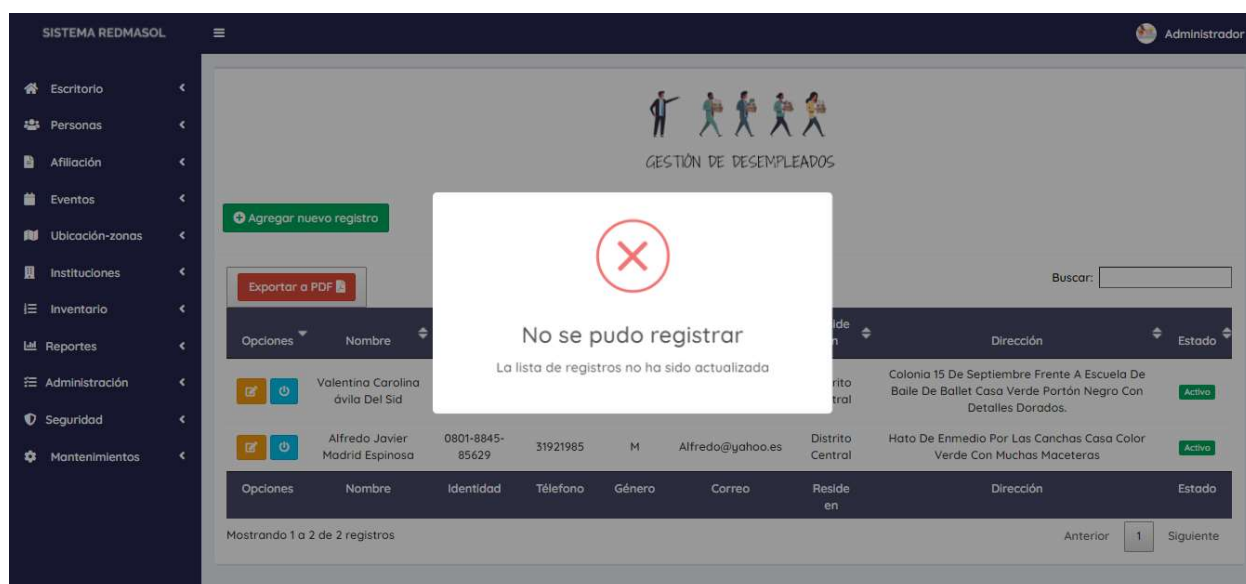 SISTEMA REDMASOL
Administrador
Escritorio
Personas
Afiliación
Eventos
Ubicación-zonas
Instituciones
Inventario
Reportes
Administración
Seguridad
Mantenimientos
GESTIÓN DE DESEMPLEADOS
Agregar nuevo registro
Exportar a PDF
Buscar:
No se pudo registrar
La lista de registros no ha sido actualizada
Opciones Nombre Dirección Estado
Valentina Carolina
ávila Del Sid
Colonia 15 De Septiembre Frente A Escuela De
Baile De Ballet Casa Verde Portón Negro Con
Detalles Dorados.
Activo
Alfredo Javier
Madrid Espinosa
0801-8845-
85629
31921985
M
Alfredo@yahoo.es
Distrito
Central
Hato De Enmedio Por Las Canchas Casa Color
Verde Con Muchas Maceteras
Activo
Opciones Nombre Identidad Télefono Género Correo Reside
en
Dirección Estado
Mostrando 1 a 2 de 2 registros
Anterior 1 Siguiente